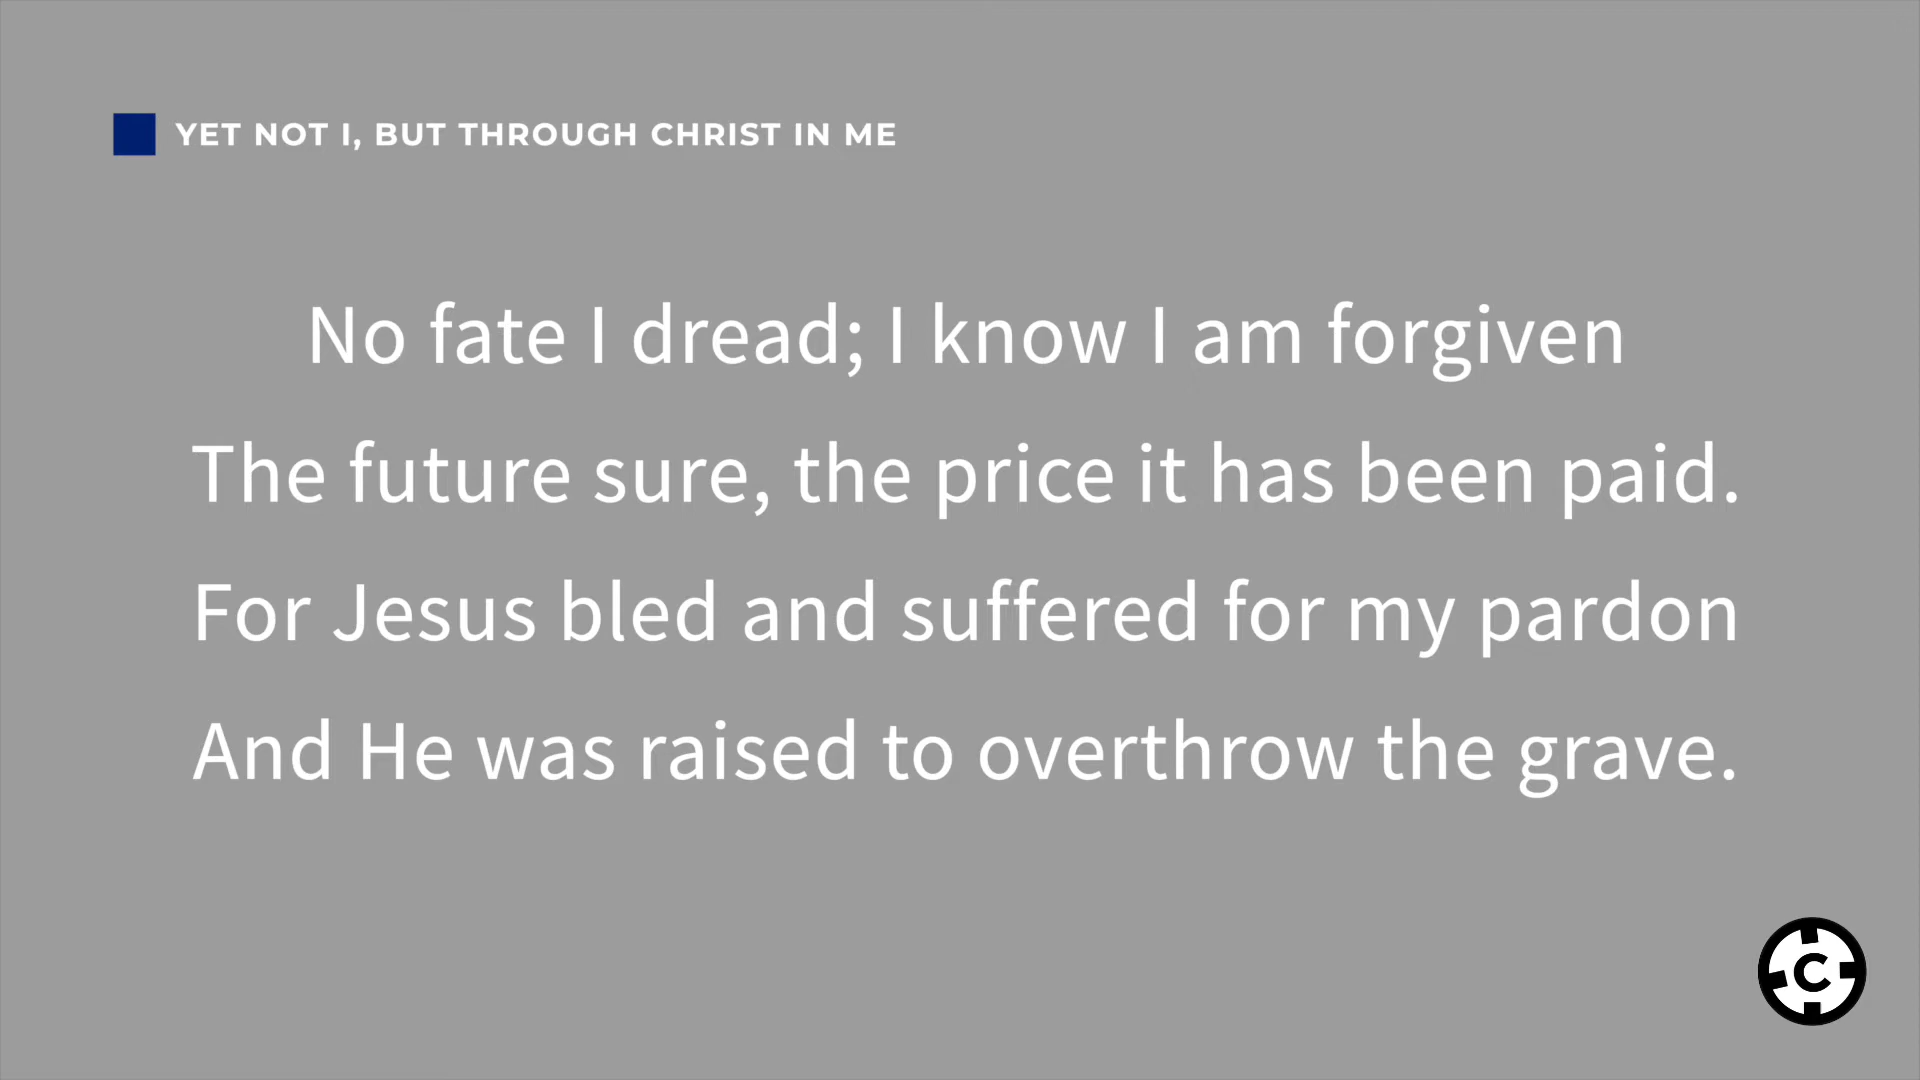 YET NOT I, BUT THROUGH CHRIST IN ME
No fate I dread; I know I am forgiven
The future sure, the price it has been paid.
For Jesus bled and suffered for my pardon
And He was raised to overthrow the grave.
C